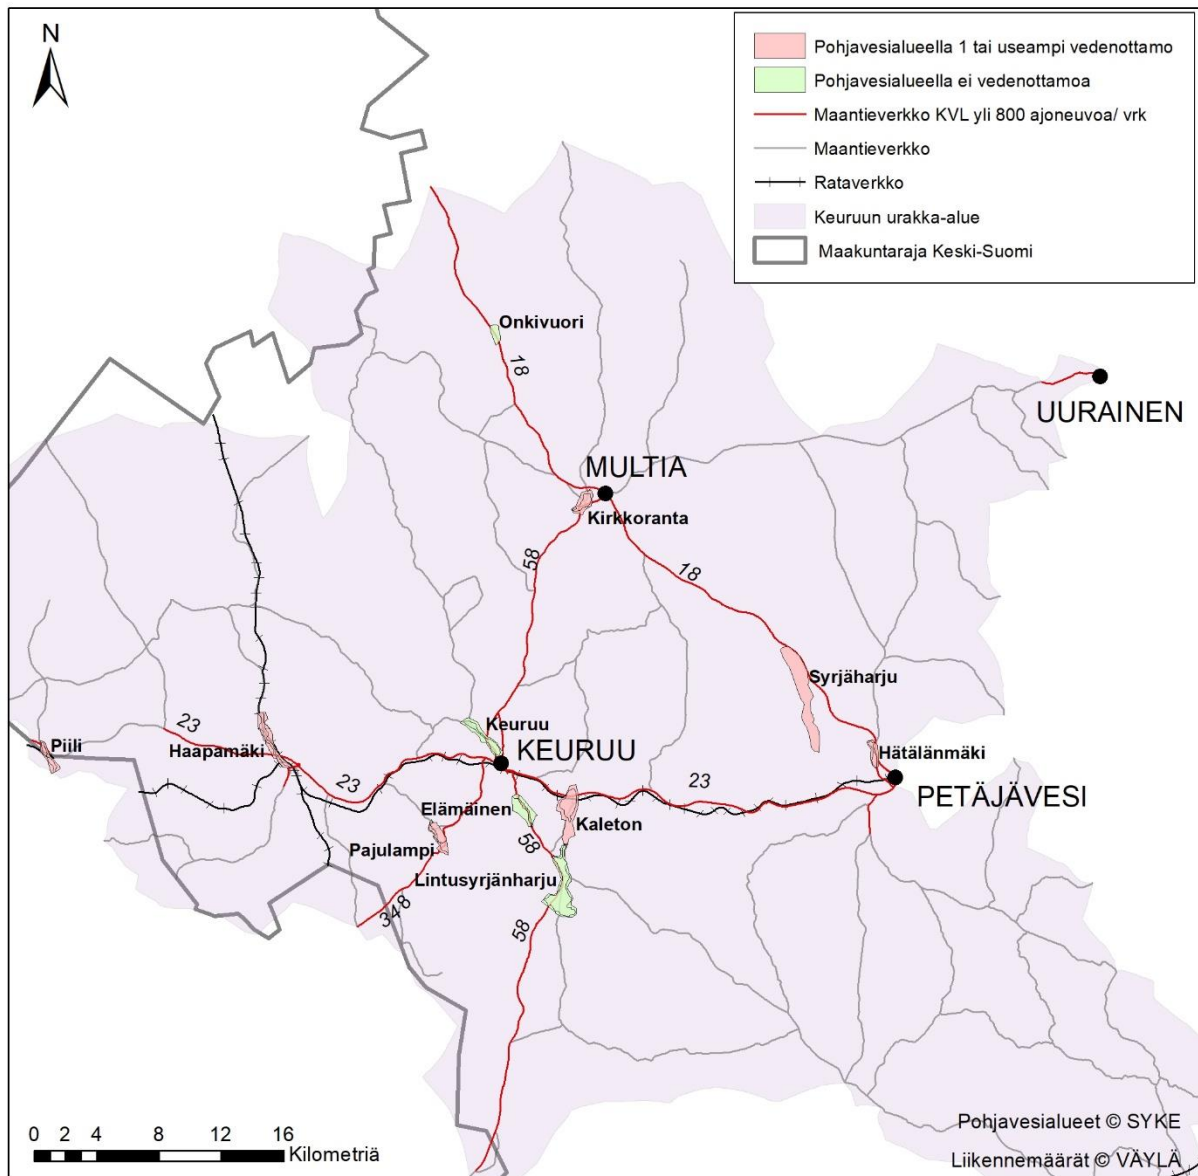 N
Pohjavesialueella 1 tai useampi vedenottamo
Pohjavesialueella ei vedenottamoa
Maantieverkko KVL yli 800 ajoneuvoa/ vrk
Maantieverkko
Rataverkko
Keuruun urakka-alue
Maakuntaraja Keski-Suomi
Onkivuori
18
UURAINEN
MULTIA
Kirkkoranta
58
18
Syrjäharju
23
Keuruu
Piili
Haapamäki
KEURUU
Hätälänmäki
23
23
PETÄJÄVESI
Elämäinen
Kaleton
58
Pajulampi
Lintusyrjänharju
348
58
Pohjavesialueet © SYKE
0 2 4 8 12 16
Kilometriä
Liikennemäärät © VÄYLÄ